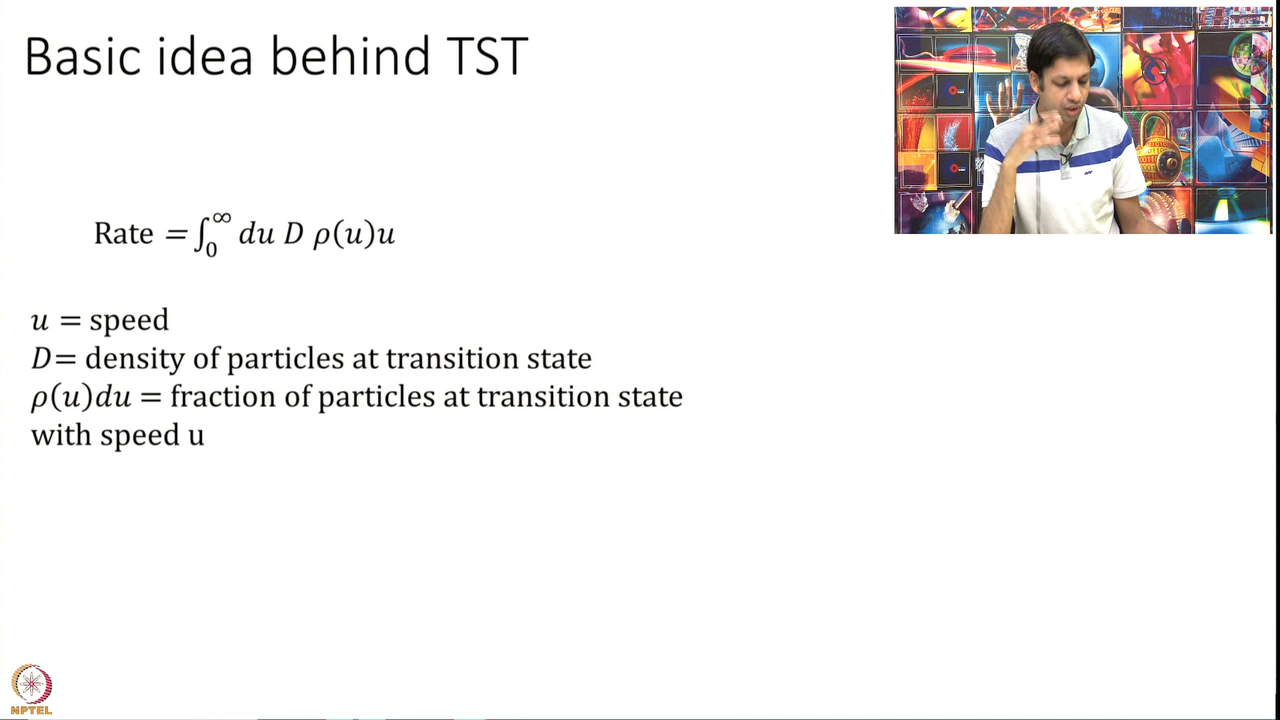 Basic idea behind TST
Rate = ∫₀^∞ du D ρ(u)u
u = speed
D= density of particles at transition state
ρ(u)du = fraction of particles at transition state
with speed u
NPTEL